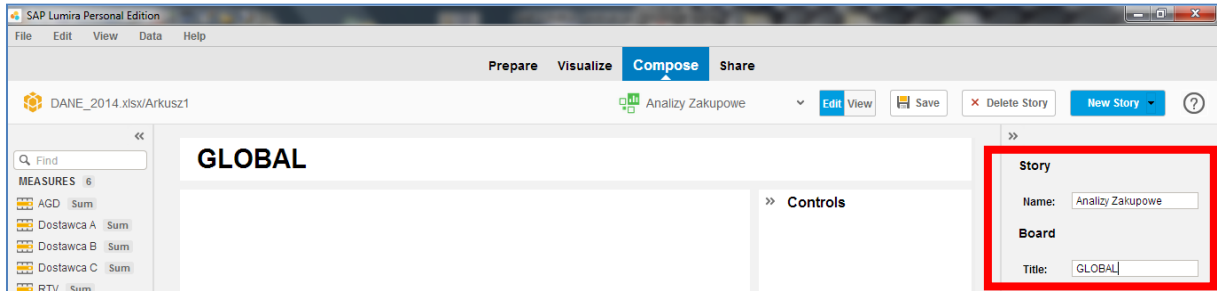 SAP Lumira Personal Edition
File Edit View Data Help
Prepare Visualize Compose Share
DANE_2014.xlsx/Arkusz1 Analizy Zakupowe Edit View Save × Delete Story New Story ?
«
»
Find
GLOBAL
Story
MEASURES 6
» Controls
AGD Sum
Name: Analizy Zakupowe
Dostawca A Sum
Board
Dostawca B Sum
Dostawca C Sum
Title: GLOBAL
RTV Sum